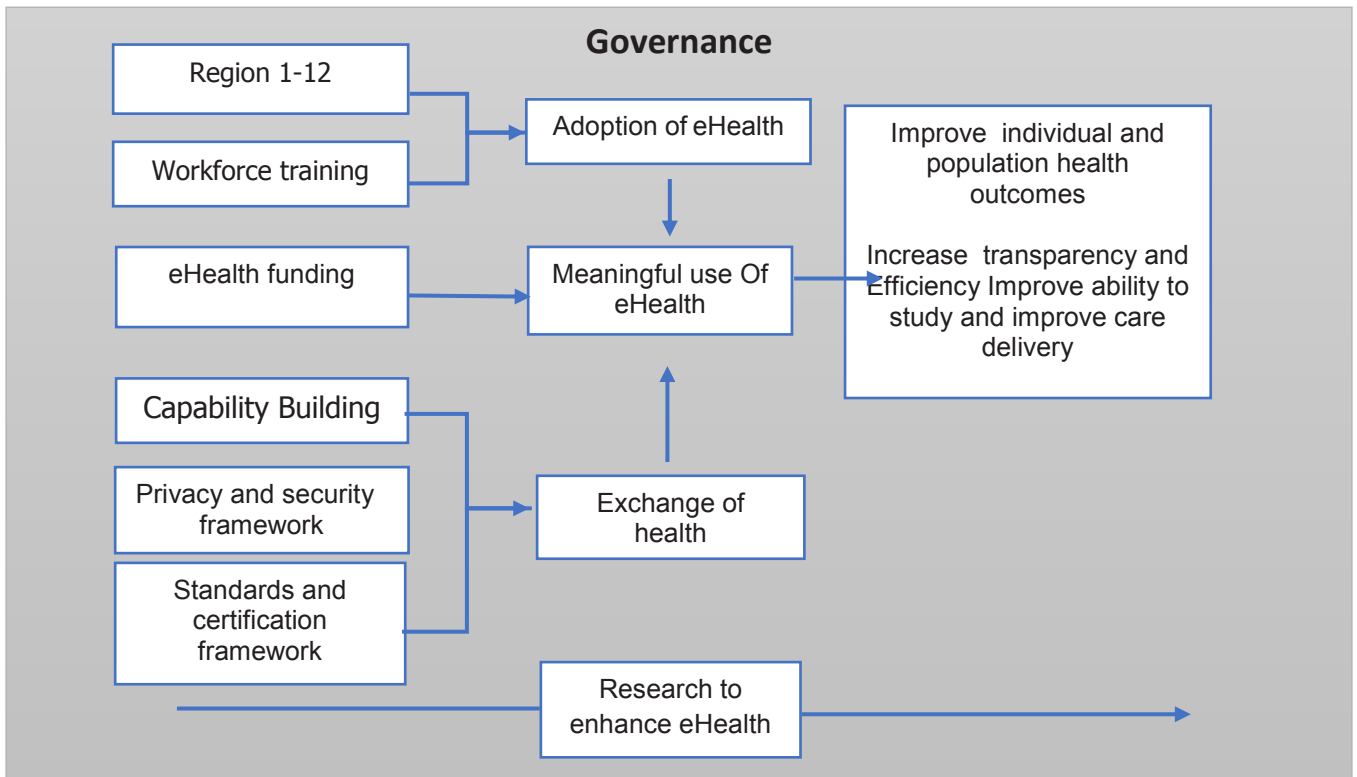 Governance
Region 1-12
Workforce training
Adoption of eHealth
eHealth funding
Meaningful use Of
eHealth
Improve individual and
population health
outcomes
Increase transparency and
Efficiency Improve ability to
study and improve care
delivery
Capability Building
Privacy and security
framework
Standards and
certification
framework
Exchange of
health
Research to
enhance eHealth